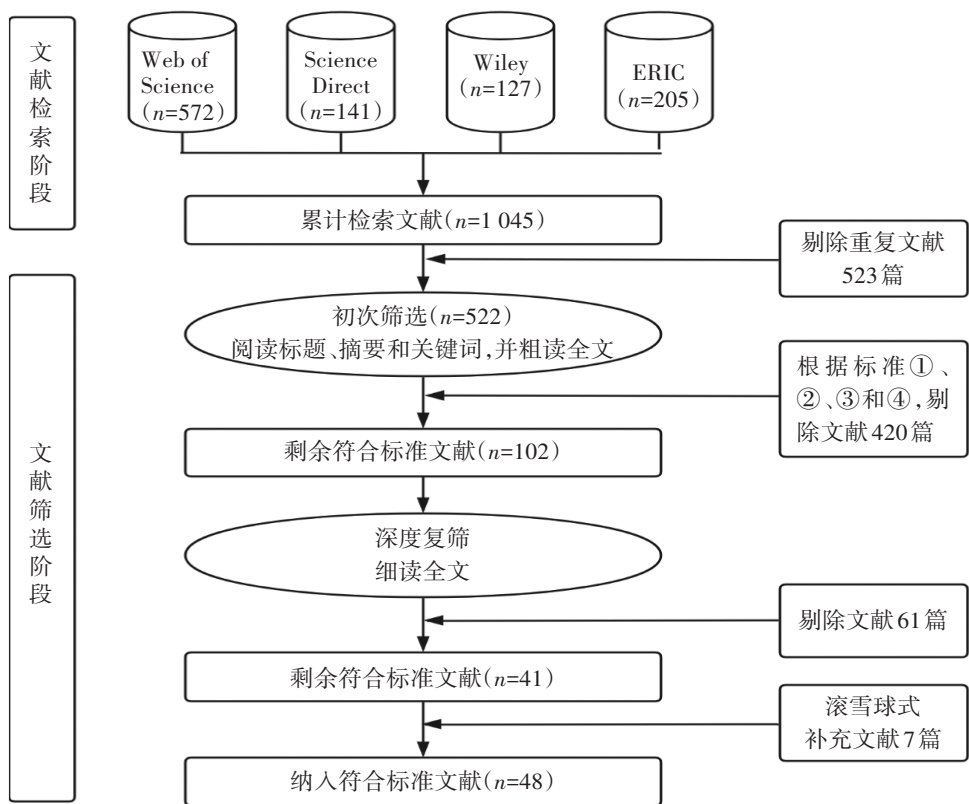 文献检索阶段
Web of
Science
(n=572)
Science
Direct
(n=141)
Wiley
(n=127)
ERIC
(n=205)
累计检索文献(n=1 045)
剔除重复文献
523篇
文献筛选阶段
初次筛选(n=522)
阅读标题、摘要和关键词,并粗读全文
根据标准①、
②、③和④,剔
除文献420篇
剩余符合标准文献(n=102)
深度复筛
细读全文
剔除文献61篇
剩余符合标准文献(n=41)
滚雪球式
补充文献7篇
纳入符合标准文献(n=48)